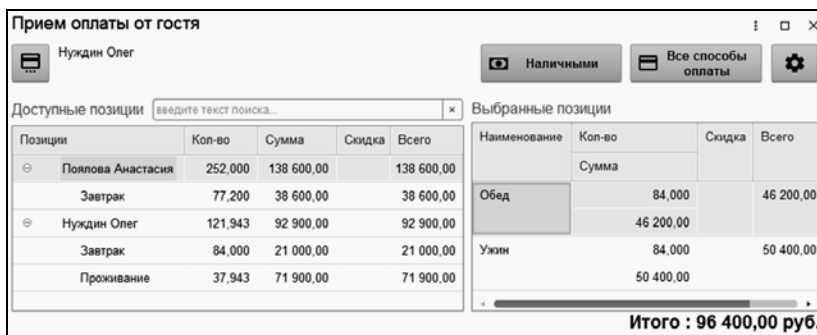 Прием оплаты от гостя
Нуждин Олег
Наличными
Все способы
оплаты
Доступные позиции введите текст поиска...
Выбранные позиции
Позиции Кол-во Сумма Скидка Всего
Поялова Анастасия 252,000 138 600,00 138 600,00
Завтрак 77,200 38 600,00 38 600,00
Нуждин Олег 121,943 92 900,00 92 900,00
Завтрак 84,000 21 000,00 21 000,00
Проживание 37,943 71 900,00 71 900,00
Наименование Кол-во Скидка Всего
Сумма
Обед 84,000 46 200,00
46 200,00
Ужин 84,000 50 400,00
50 400,00
Итого : 96 400,00 руб.